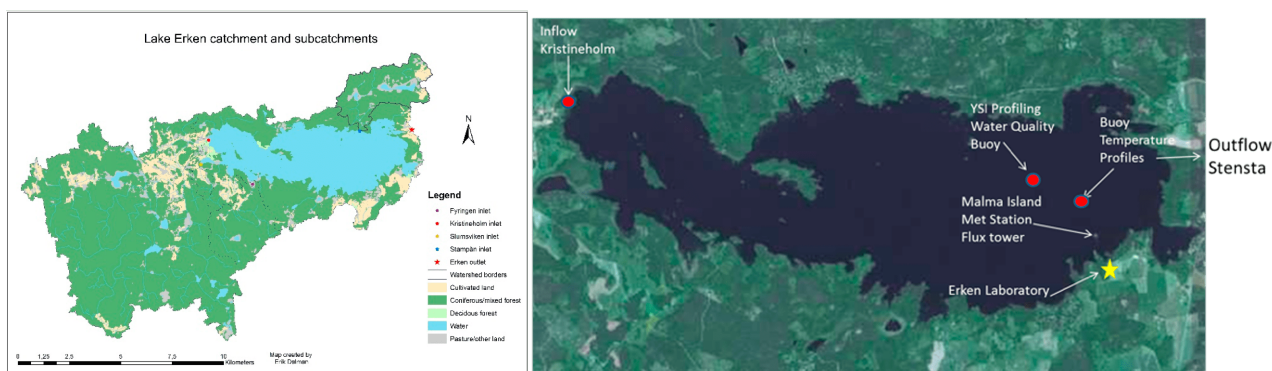 Lake Erken catchment and subcatchments
N
Legend
Fyringen inlet
Kristineholm inlet
Slumsviken inlet
Stampån inlet
Erken outlet
Watershed borders
Cultivated land
Coniferous/mixed forest
Decidous forest
Water
Pasture/other land
0 1,25 2,5 5 7,5 10
Kilometers
Map created by
Erik Dalman
Inflow
Kristineholm
YSI Profiling
Water Quality
Buoy
Buoy
Temperature
Profiles
Outflow
Stensta
Malma Island
Met Station
Flux tower
Erken Laboratory